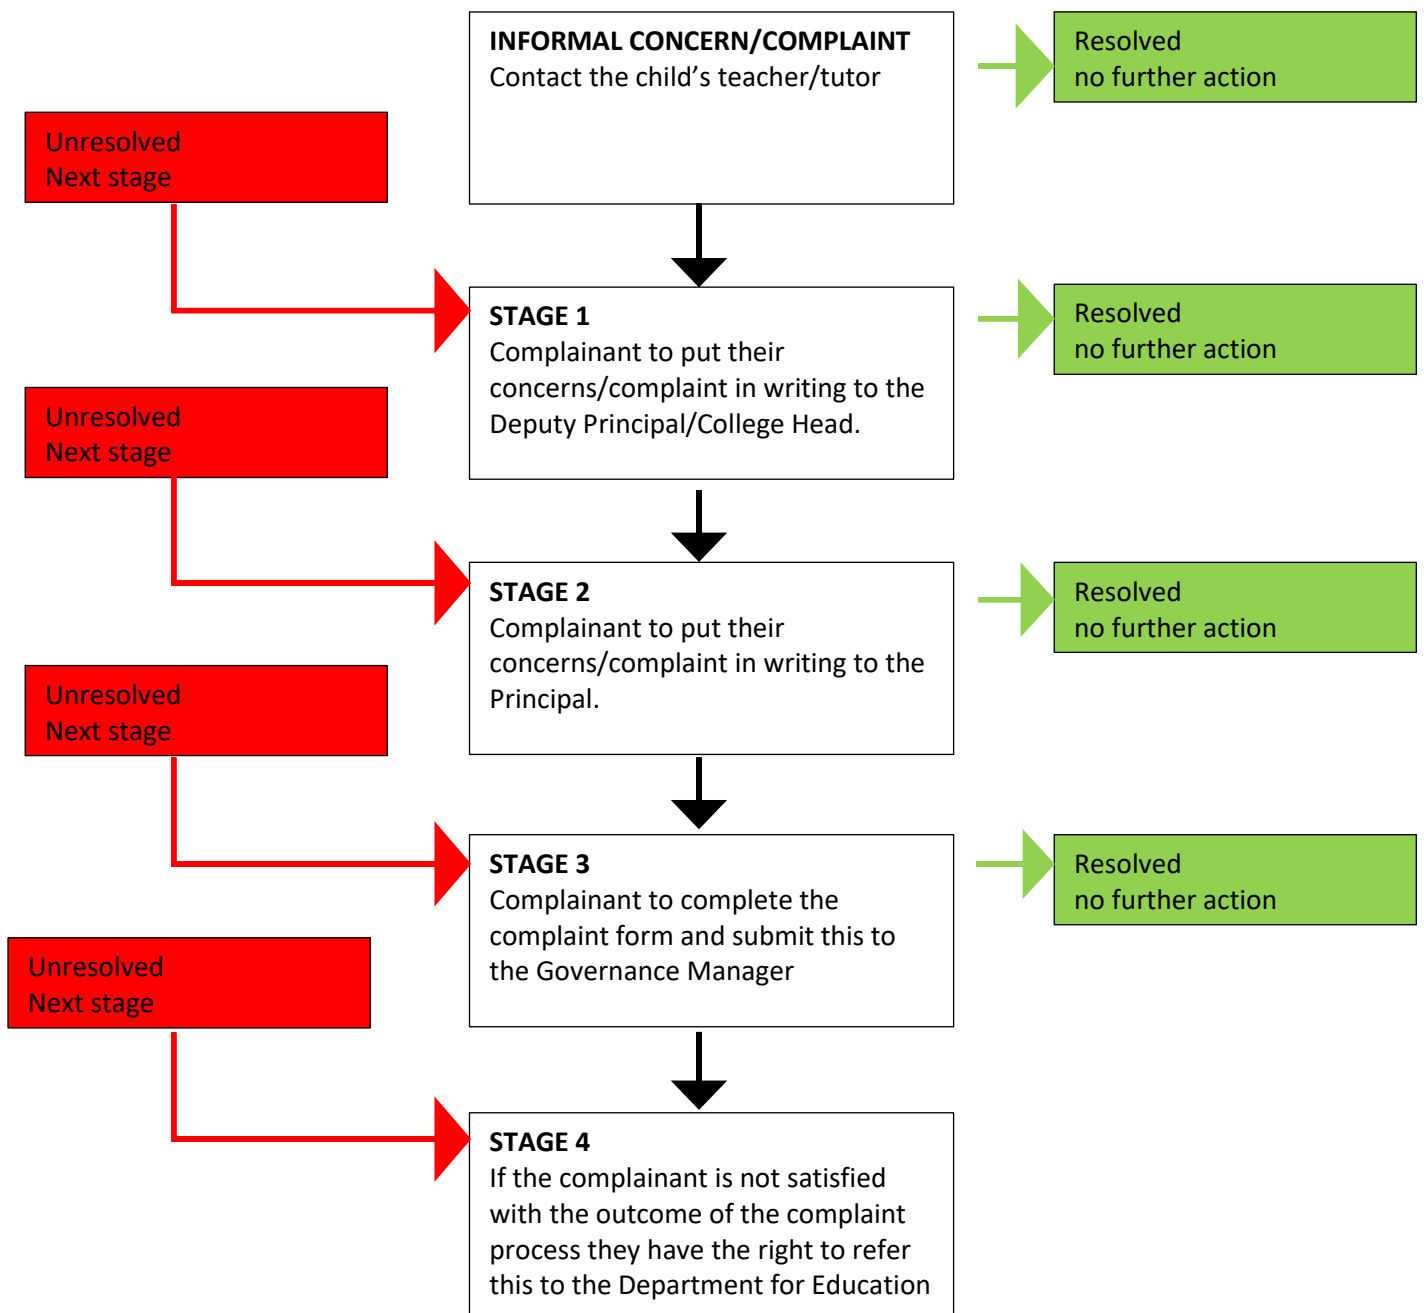 INFORMAL CONCERN/COMPLAINT
Contact the child’s teacher/tutor
Resolved
no further action
Unresolved
Next stage
STAGE 1
Complainant to put their
concerns/complaint in writing to the
Deputy Principal/College Head.
Resolved
no further action
Unresolved
Next stage
STAGE 2
Complainant to put their
concerns/complaint in writing to the
Principal.
Resolved
no further action
Unresolved
Next stage
STAGE 3
Complainant to complete the
complaint form and submit this to
the Governance Manager
Resolved
no further action
Unresolved
Next stage
STAGE 4
If the complainant is not satisfied
with the outcome of the complaint
process they have the right to refer
this to the Department for Education